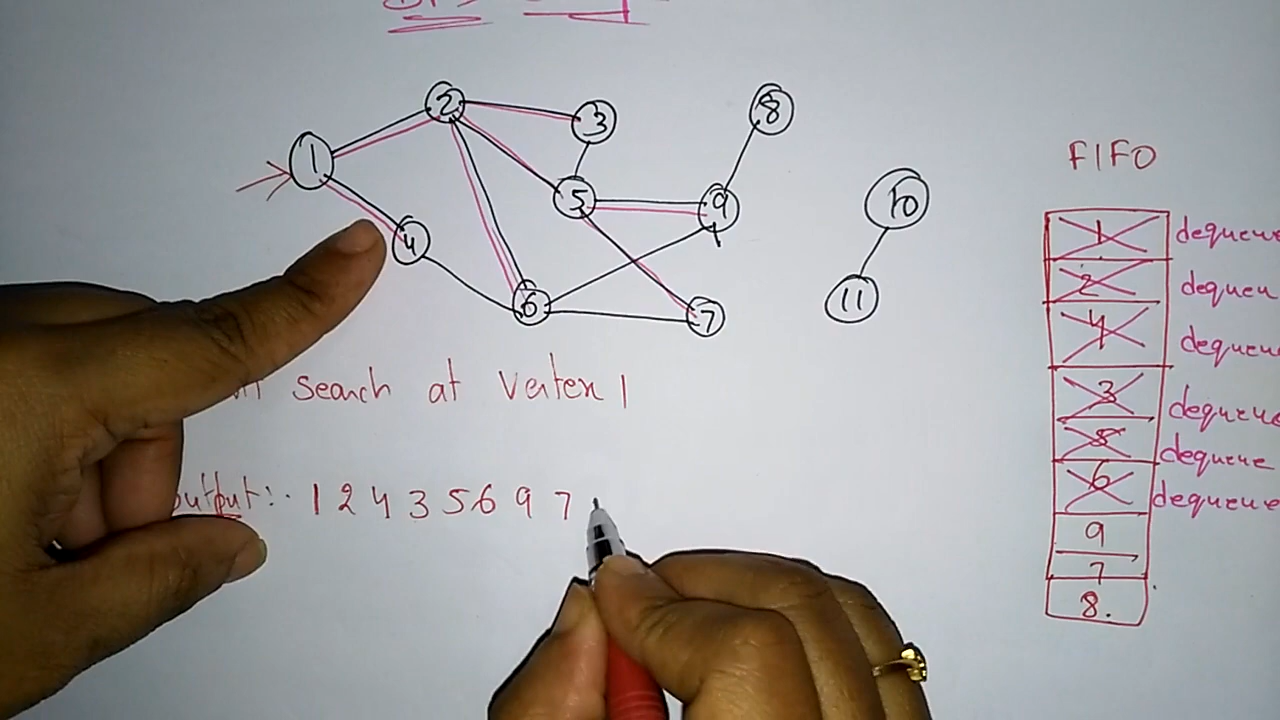 2
3
8
1
5
9
10
4
6
7
11
search at vertex 1
output:- 1 2 4 3 5 6 9 7
FIFO
1 dequeue
2 dequeu
4 dequeue
3 dequeue
5 dequeue
6 dequeue
9
7
8.